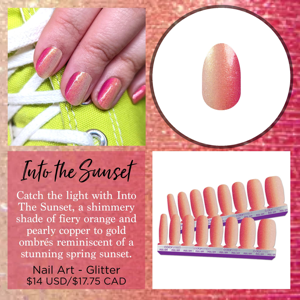 Into the Sunset
Catch the light with Into
The Sunset, a shimmery
shade of fiery orange and
pearly copper to gold
ombrés reminiscent of a
stunning spring sunset.
Nail Art - Glitter
$14 USD/$17.75 CAD